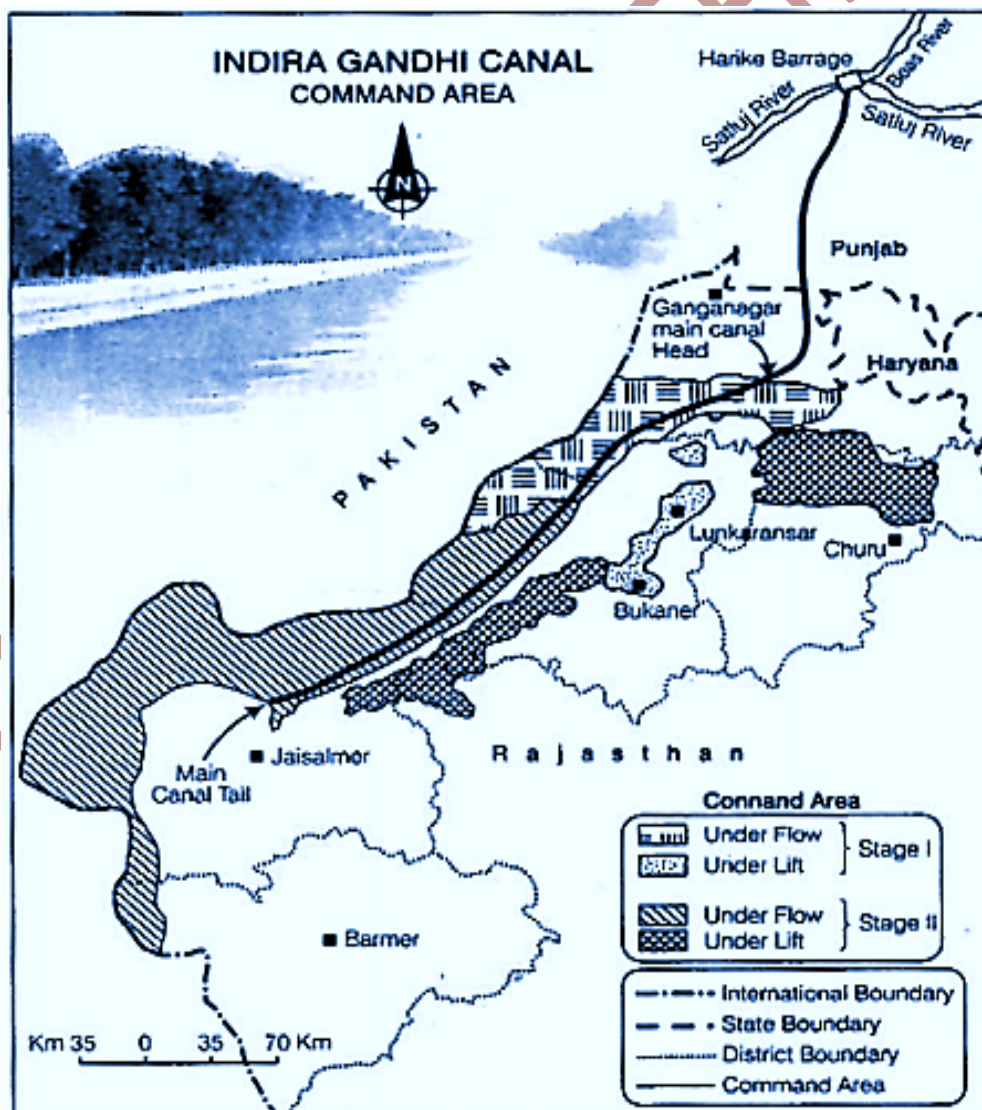 INDIRA GANDHI CANAL
COMMAND AREA
Harike Barrage
Beas River
Satluj River
Satluj River
N
Punjab
Ganganagar
main canal
Head
Haryana
PAKISTAN
Lunkaransar
Churu
Bukaner
Jaisalmer
Rajasthan
Main
Canal Tail
Barmer
Connand Area
Under Flow
Under Lift
Stage I
Under Flow
Under Lift
Stage II
International Boundary
State Boundary
District Boundary
Command Area
Km 35 0 35 70 Km